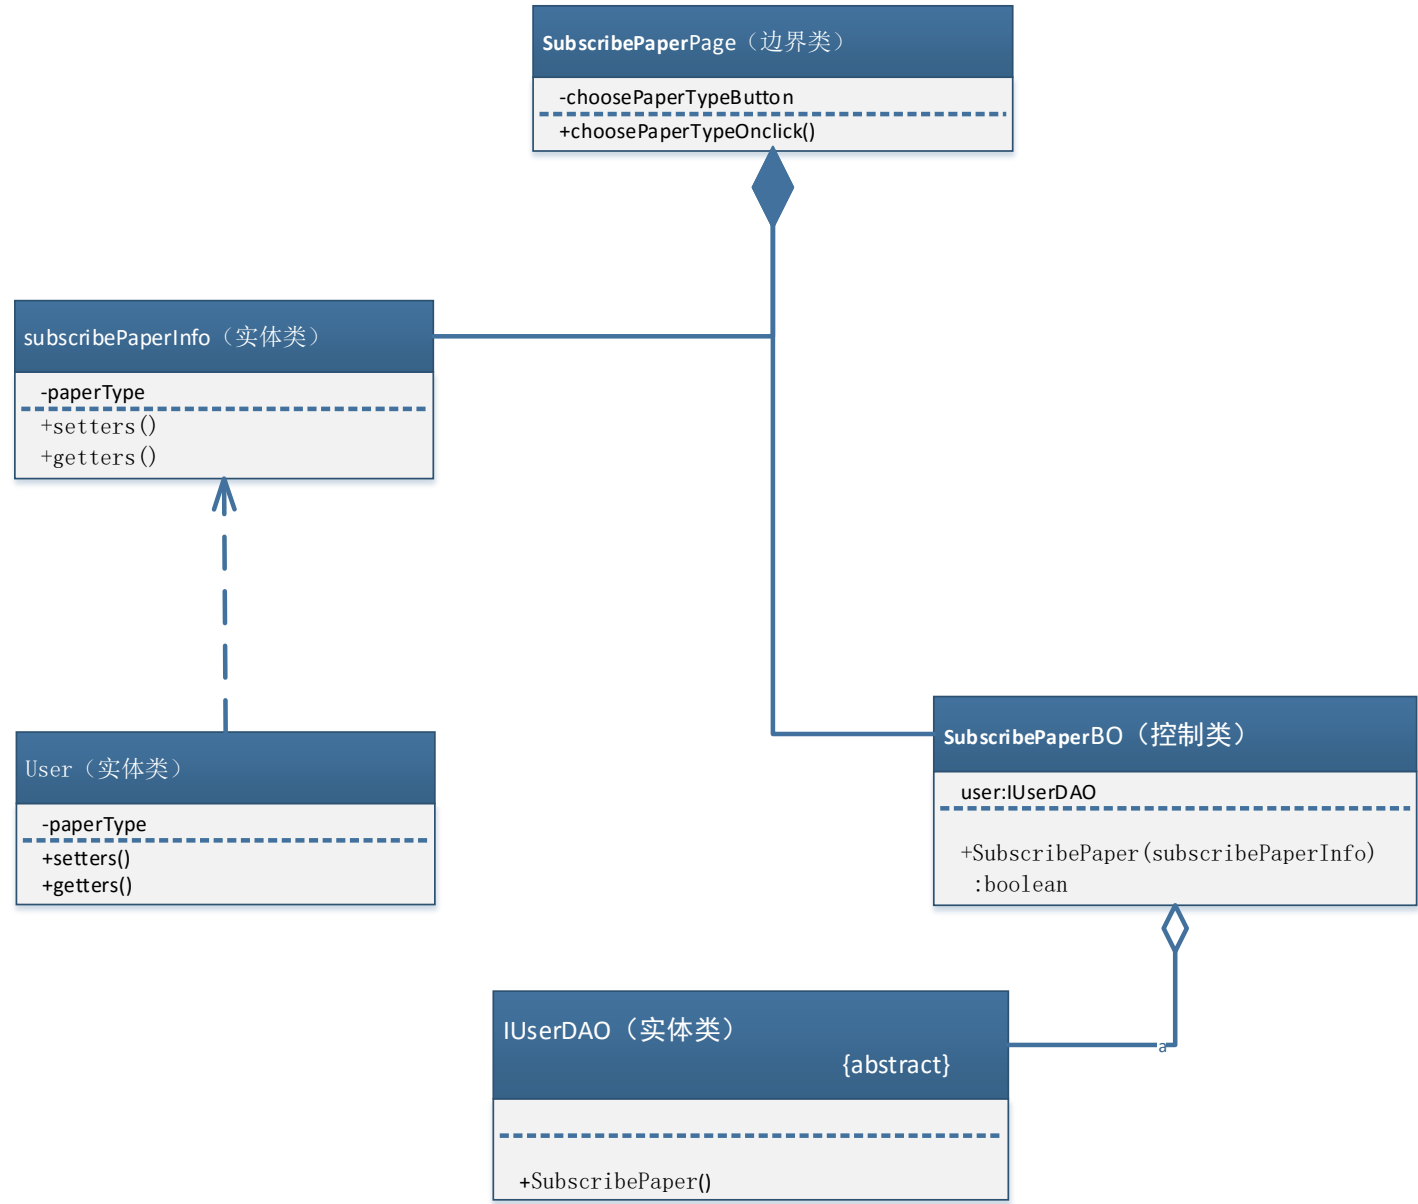 SubscribePaperPage（边界类）
-choosePaperTypeButton
+choosePaperTypeOnclick()
subscribePaperInfo（实体类）
-paperType
+setters()
+getters()
User（实体类）
-paperType
+setters()
+getters()
SubscribePaperBO（控制类）
user:IUserDAO
+SubscribePaper(subscribePaperInfo)
:boolean
IUserDAO（实体类）
{abstract}
a
+SubscribePaper()